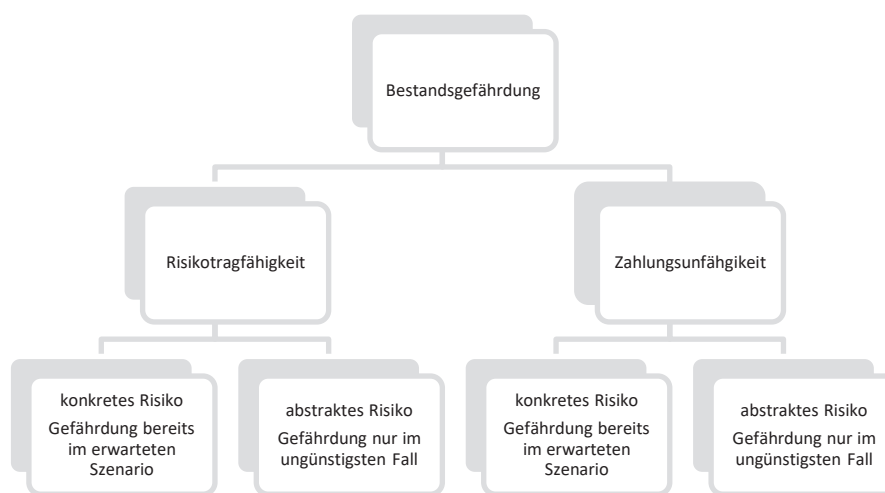 Bestandsgefährdung
Risikotragfähigkeit
Zahlungsunfähgikeit
konkretes Risiko
Gefährdung bereits
im erwarteten
Szenario
abstraktes Risiko
Gefährdung nur im
ungünstigsten Fall
konkretes Risiko
Gefährdung bereits
im erwarteten
Szenario
abstraktes Risiko
Gefährdung nur im
ungünstigsten Fall